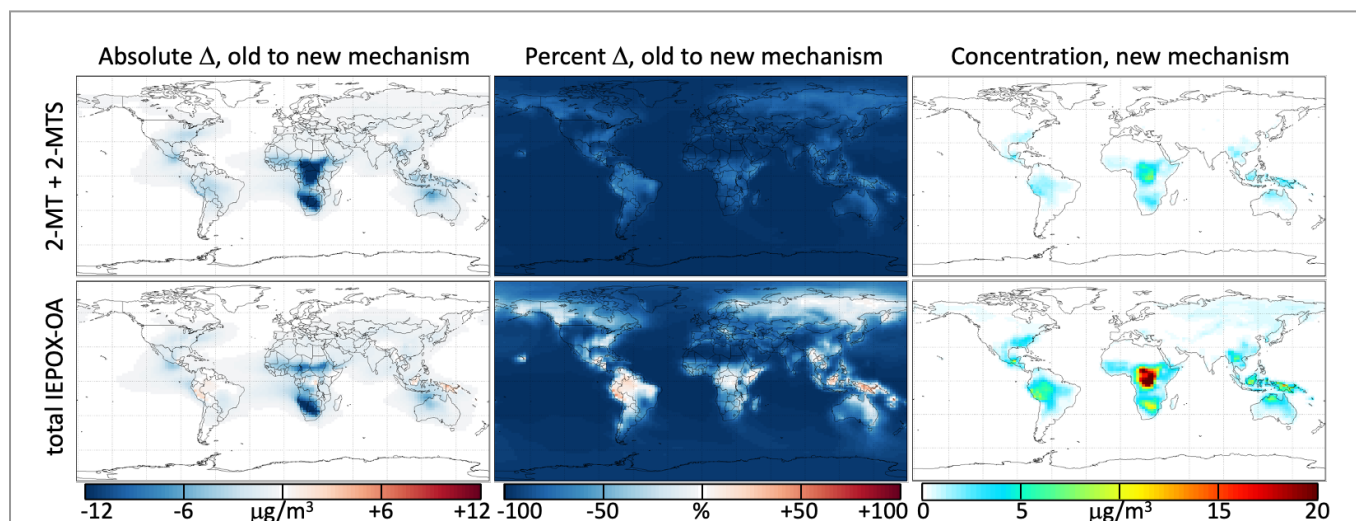 Absolute Δ, old to new mechanism
Percent Δ, old to new mechanism
Concentration, new mechanism
2-MT + 2-MTS
total IEPOX-OA
-12 -6 µg/m³ +6 +12
-100 -50 % +50 +100
0 5 µg/m³ 15 20